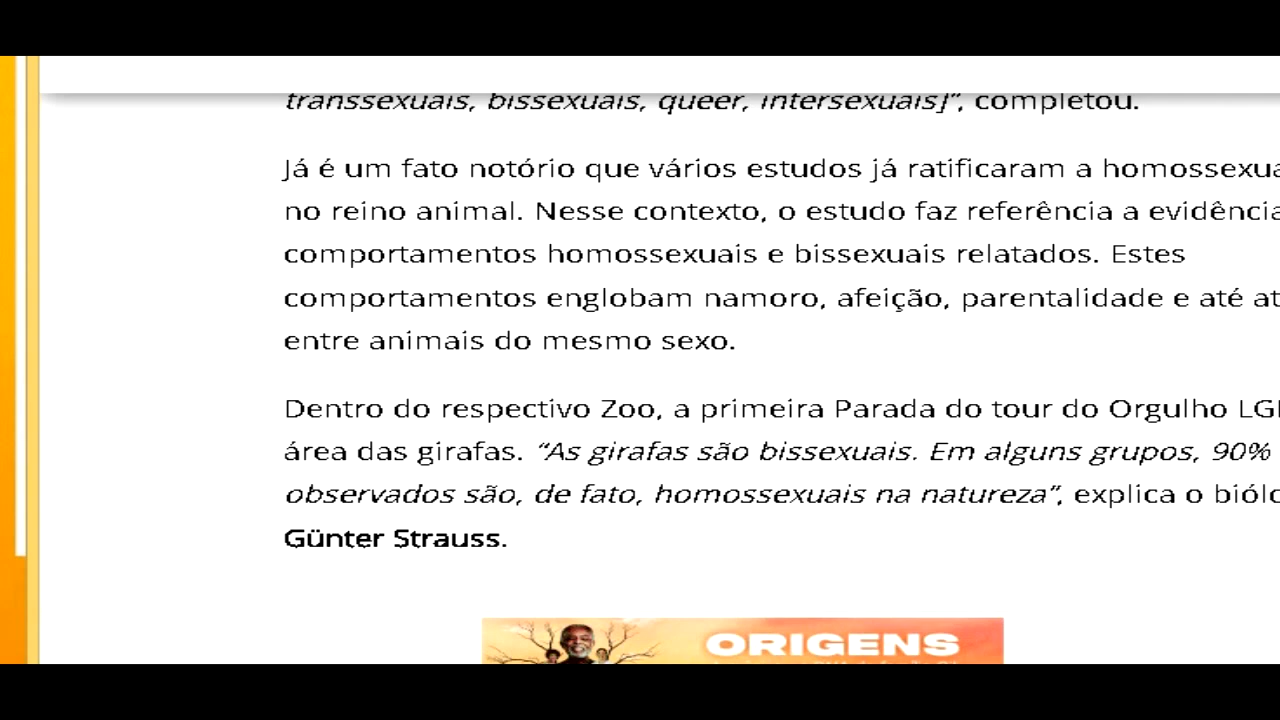 transsexuais, bissexuais, queer, intersexuais]”, completou.
Já é um fato notório que vários estudos já ratificaram a
no reino animal. Nesse contexto, o estudo faz referência a
comportamentos homossexuais e bissexuais relatados. Estes
comportamentos englobam namoro, afeição, parentalidade e até
entre animais do mesmo sexo.
Dentro do respectivo Zoo, a primeira Parada do tour do Orgulho
área das girafas. “As girafas são bissexuais. Em alguns grupos, 90%
observados são, de fato, homossexuais na natureza”, explica o
Günter Strauss.
ORIGENS